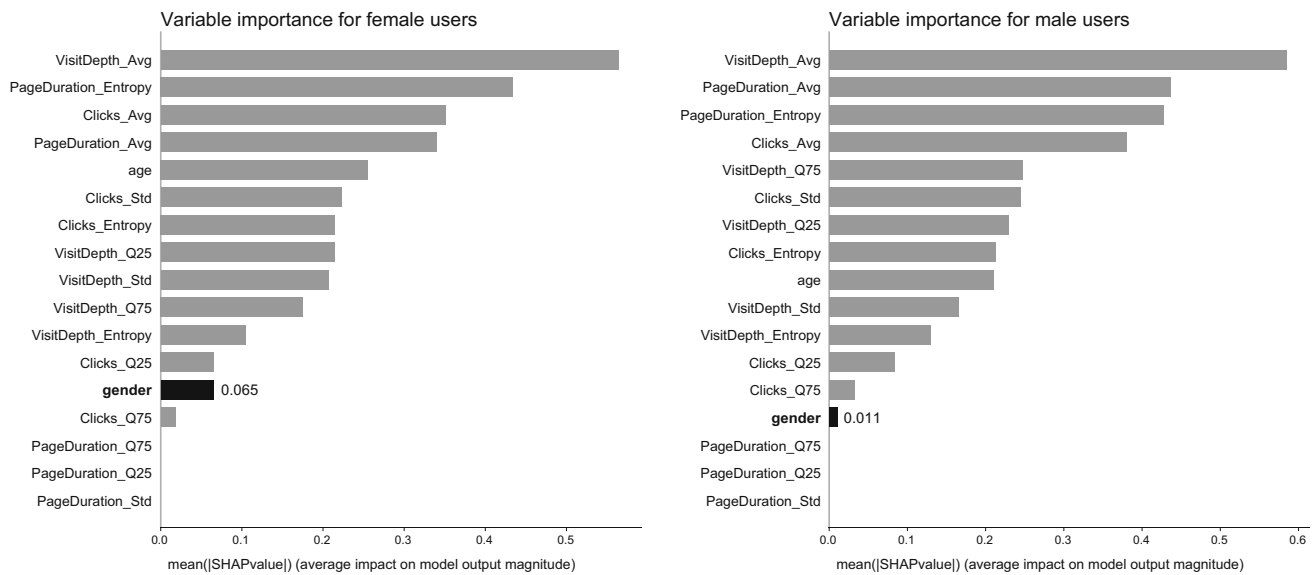 Variable importance for female users
VisitDepth_Avg
PageDuration_Entropy
Clicks_Avg
PageDuration_Avg
age
Clicks_Std
Clicks_Entropy
VisitDepth_Q25
VisitDepth_Std
VisitDepth_Q75
VisitDepth_Entropy
Clicks_Q25
gender 0.065
Clicks_Q75
PageDuration_Q75
PageDuration_Q25
PageDuration_Std
0.0 0.1 0.2 0.3 0.4 0.5
mean(|SHAPvalue|) (average impact on model output magnitude)
Variable importance for male users
VisitDepth_Avg
PageDuration_Avg
PageDuration_Entropy
Clicks_Avg
VisitDepth_Q75
Clicks_Std
VisitDepth_Q25
Clicks_Entropy
age
VisitDepth_Std
VisitDepth_Entropy
Clicks_Q25
Clicks_Q75
gender 0.011
PageDuration_Q75
PageDuration_Q25
PageDuration_Std
0.0 0.1 0.2 0.3 0.4 0.5 0.6
mean(|SHAPvalue|) (average impact on model output magnitude)